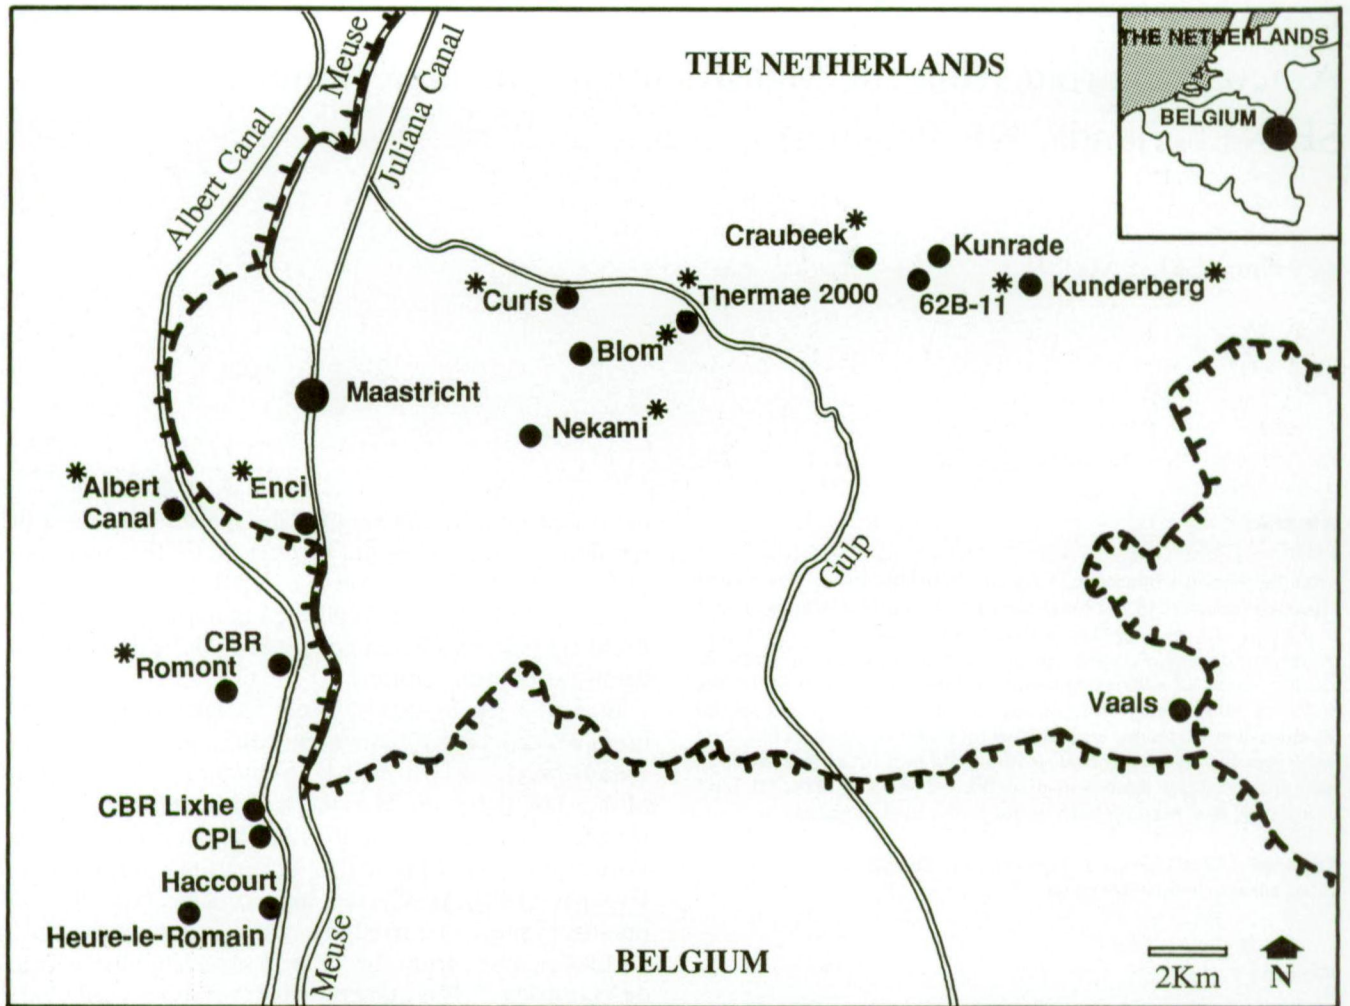 THE NETHERLANDS
THE NETHERLANDS
BELGIUM
Meuse
Juliana Canal
Albert Canal
Craubeek *
Kunrade
* Curfs
* Thermae 2000
62B-11
* Kunderberg *
Blom *
Maastricht
Nekami *
* Albert
Canal
* Enci
Gulp
CBR
* Romont
Vaals
CBR Lixhe
CPL
Haccourt
Heure-le-Romain
Meuse
BELGIUM
2Km
N